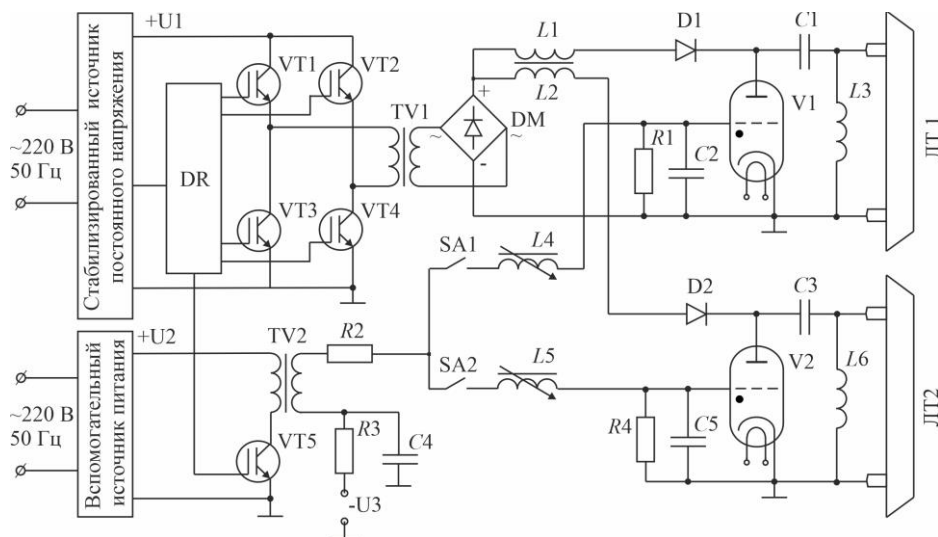 Стабилизированный источник
постоянного напряжения
~220 В
50 Гц
+U1
VT1
VT2
DR
VT3
VT4
TV1
+
~
~
-
DM
L1
L2
D1
C1
R1
C2
V1
L3
ЛТ 1
SA1
L4
SA2
L5
D2
C3
R4
C5
V2
L6
ЛТ2
Вспомогательный
источник питания
~220 В
50 Гц
+U2
TV2
R2
VT5
R3
C4
-U3